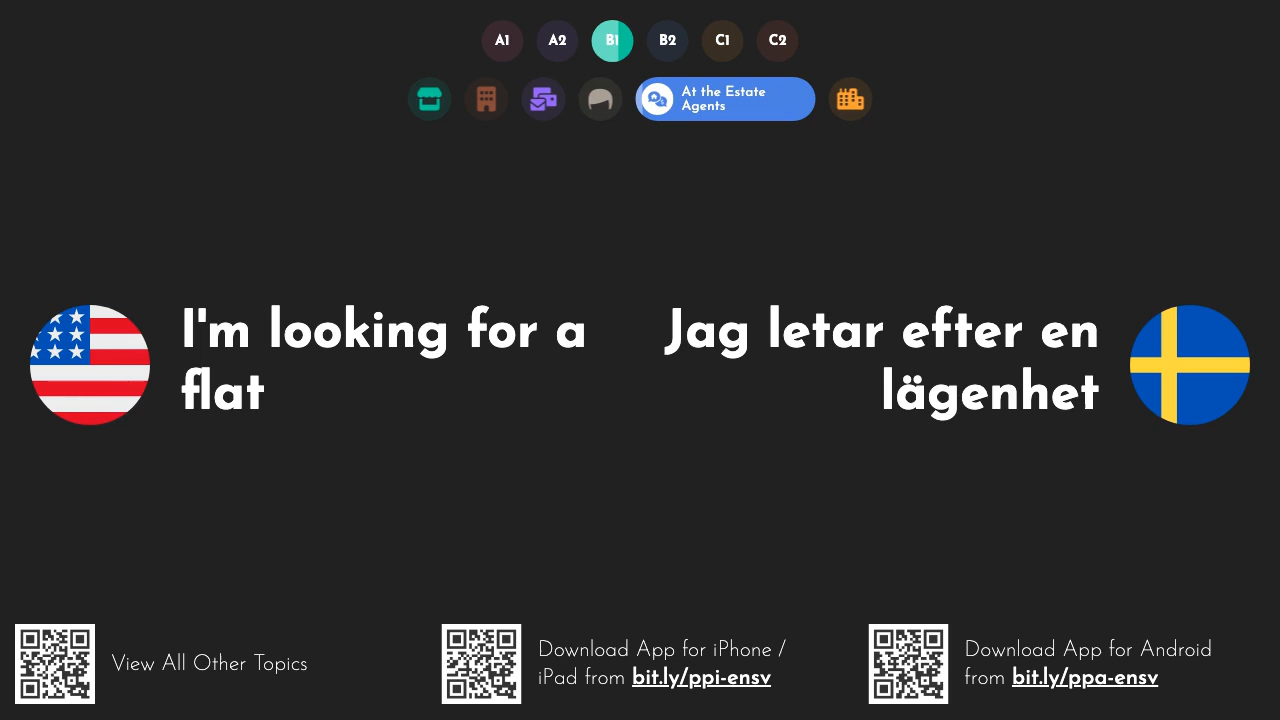 A1 A2 B1 B2 C1 C2
At the Estate
Agents
I'm looking for a
flat
Jag letar efter en
lägenhet
View All Other Topics
Download App for iPhone /
iPad from bit.ly/ppi-ensv
Download App for Android
from bit.ly/ppa-ensv